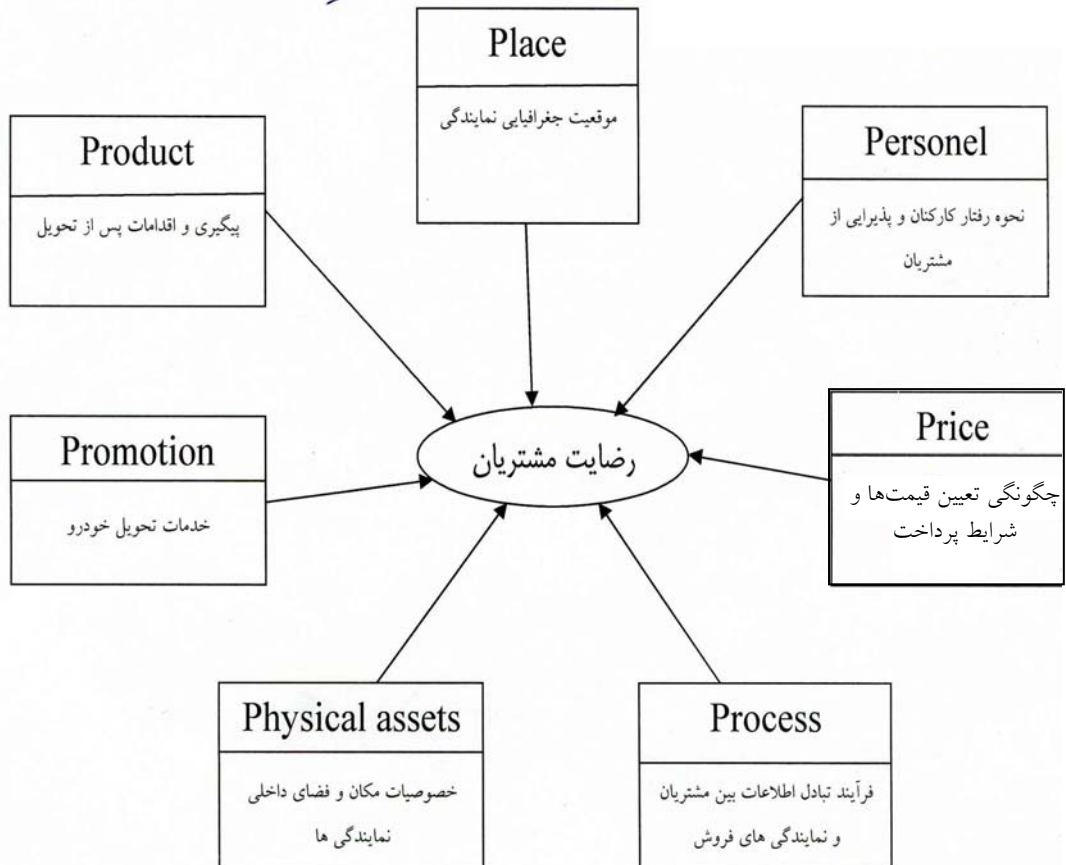 Place
موقعیت جغرافیایی نمایندگی
Product
پیگیری و اقدامات پس از تحویل
Personel
نحوه رفتار کارکنان و پذیرایی از
مشتریان
Promotion
خدمات تحویل خودرو
رضایت مشتریان
Price
چگونگی تعیین قیمت‌ها و
شرایط پرداخت
Physical assets
خصوصیات مکان و فضای داخلی
نمایندگی ها
Process
فرآیند تبادل اطلاعات بین مشتریان
و نمایندگی های فروش